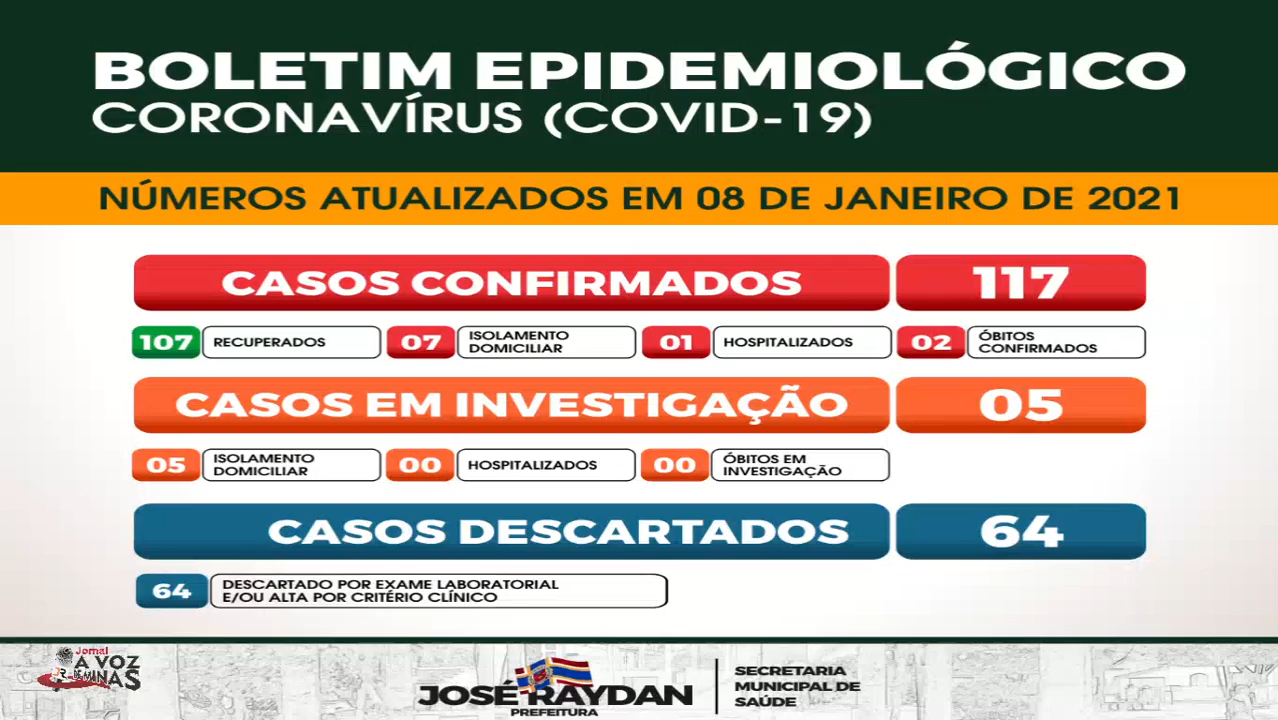 BOLETIM EPIDEMIOLÓGICO
CORONAVÍRUS (COVID-19)
NÚMEROS ATUALIZADOS EM 08 DE JANEIRO DE 2021
CASOS CONFIRMADOS 117
107 RECUPERADOS
07 ISOLAMENTO
DOMICILIAR
01 HOSPITALIZADOS
02 ÓBITOS
CONFIRMADOS
CASOS EM INVESTIGAÇÃO 05
05 ISOLAMENTO
DOMICILIAR
00 HOSPITALIZADOS
00 ÓBITOS EM
INVESTIGAÇÃO
CASOS DESCARTADOS 64
64 DESCARTADO POR EXAME LABORATORIAL
E/OU ALTA POR CRITÉRIO CLÍNICO
Jornal
A VOZ
DE MINAS
JOSÉ RAYDAN
PREFEITURA
SECRETARIA
MUNICIPAL DE
SAÚDE